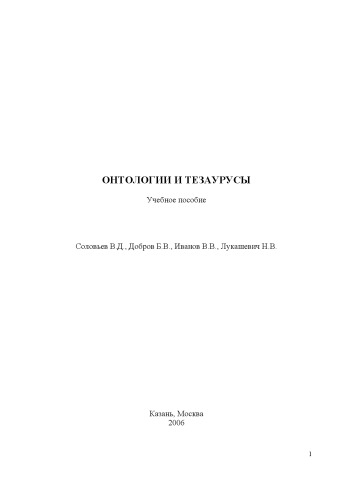 ОНТОЛОГИИ И ТЕЗАУРУСЫ
Учебное пособие
Соловьев В.Д., Добров Б.В., Иванов В.В., Лукашевич Н.В.
Казань, Москва
2006
1